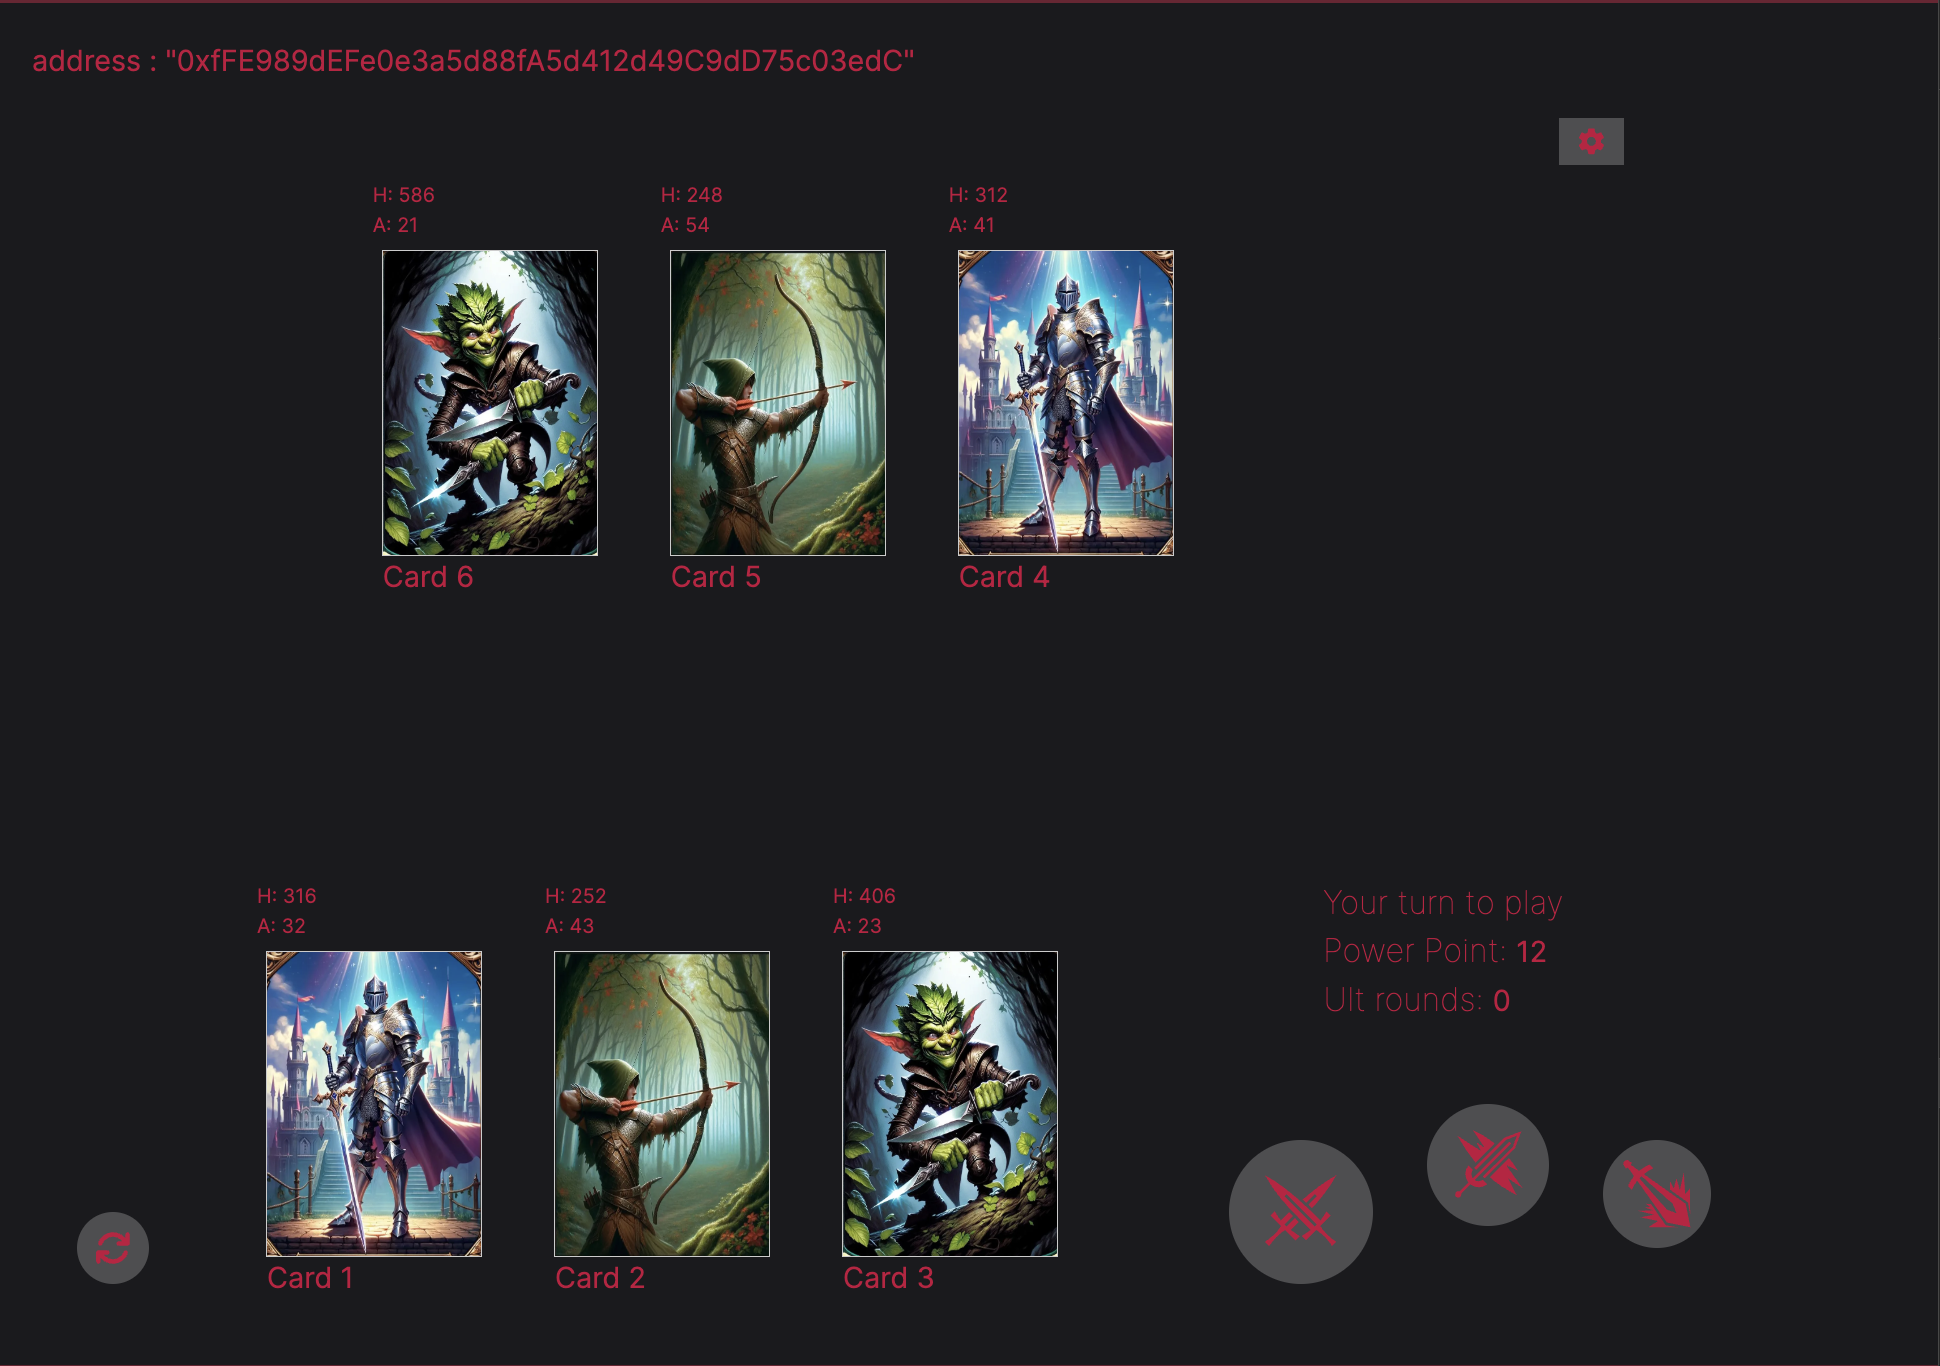 address : "0xfFE989dEFe0e3a5d88fA5d412d49C9dD75c03edC"
H: 586
A: 21
H: 248
A: 54
H: 312
A: 41
Card 6
Card 5
Card 4
H: 316
A: 32
H: 252
A: 43
H: 406
A: 23
Card 1
Card 2
Card 3
Your turn to play
Power Point: 12
Ult rounds: 0